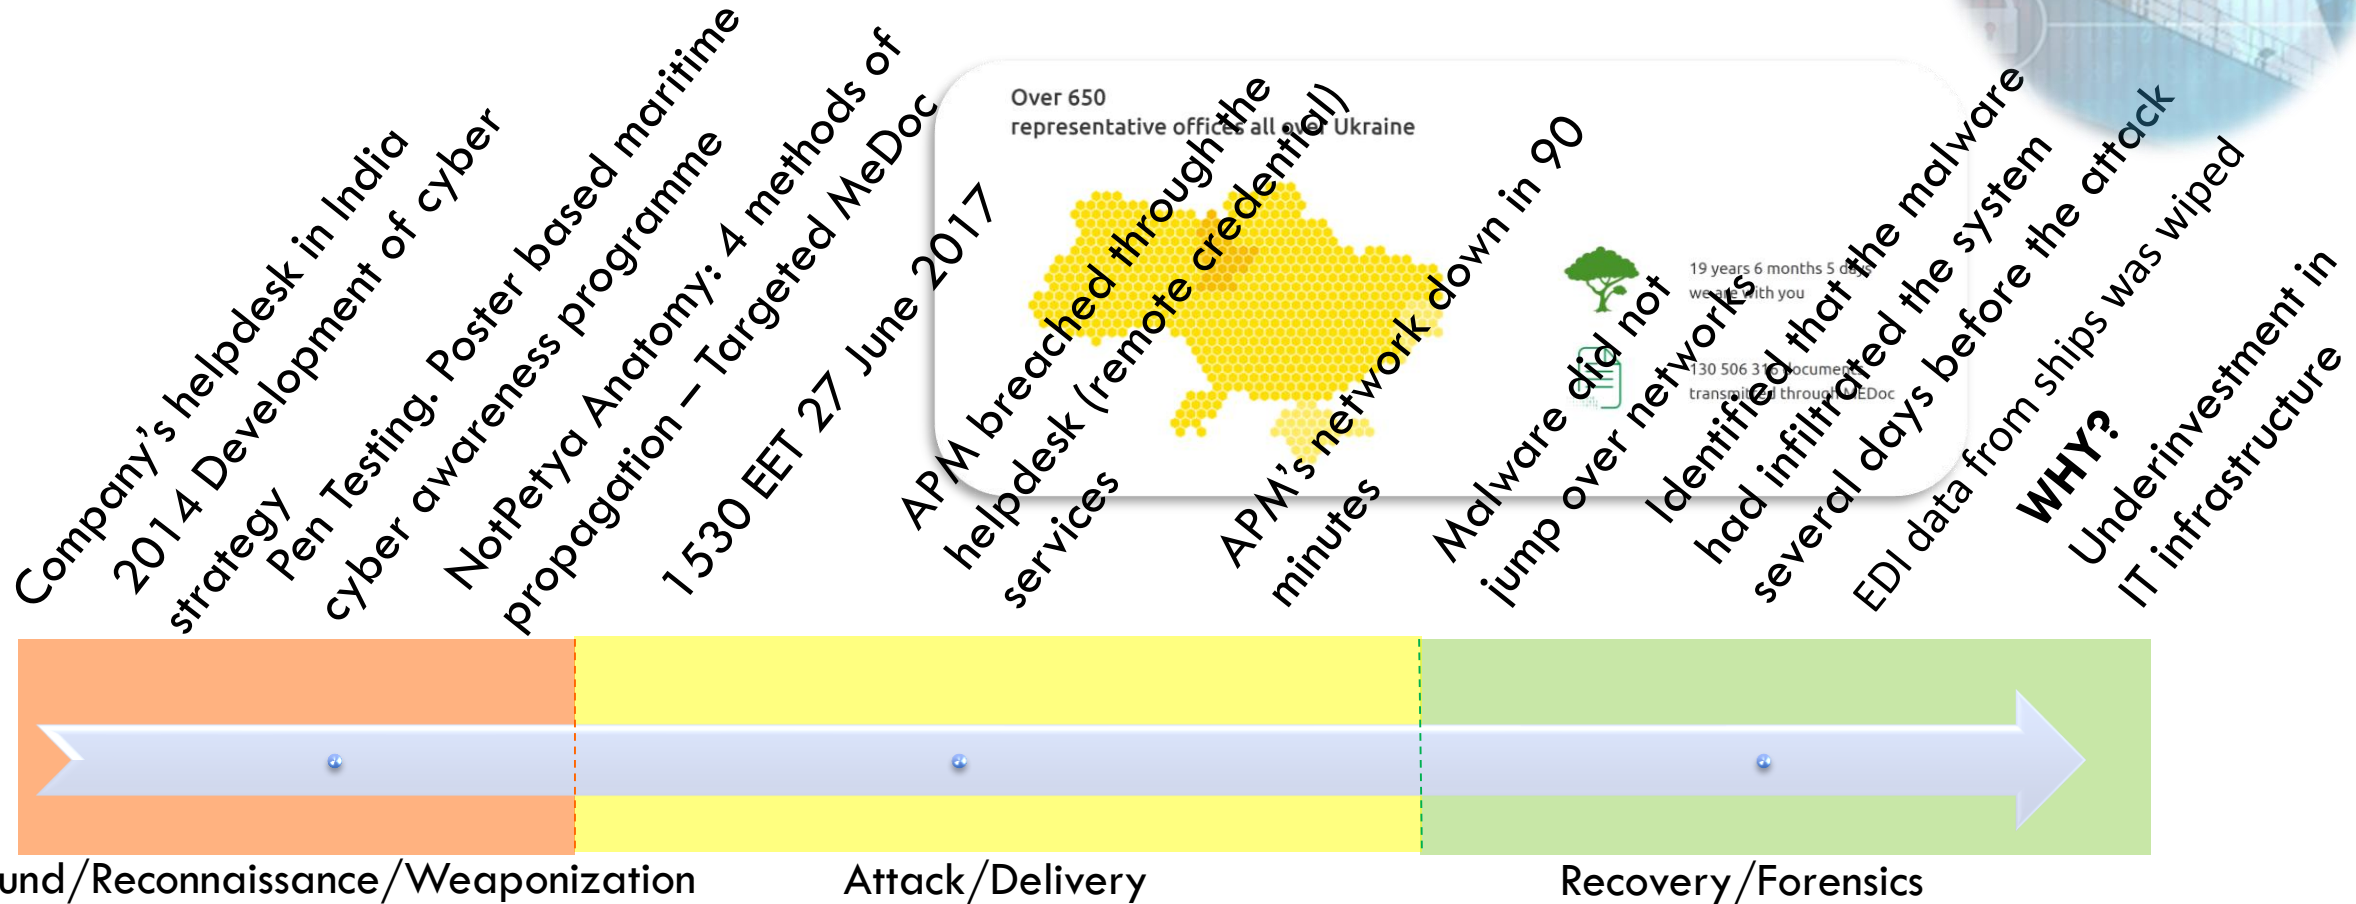 Company's helpdesk in India
2014 Development of cyber
strategy
Pen Testing. Poster based maritime
cyber awareness programme
NotPetya Anatomy: 4 methods of
propagation – Targeted MeDoc
1530 EET 27 June 2017
APM breached through the
helpdesk (remote credential)
services
APM's network down in 90
minutes
Malware did not
jump over networks
Identified that the malware
had infiltrated the system
several days before the attack
EDI data from ships was wiped
WHY?
Underinvestment in
IT infrastructure
Over 650
representative offices all over Ukraine
19 years 6 months 5 days
we are with you
130 506 316 documents
transmitted through MEDoc
und/Reconnaissance/Weaponization
Attack/Delivery
Recovery/Forensics